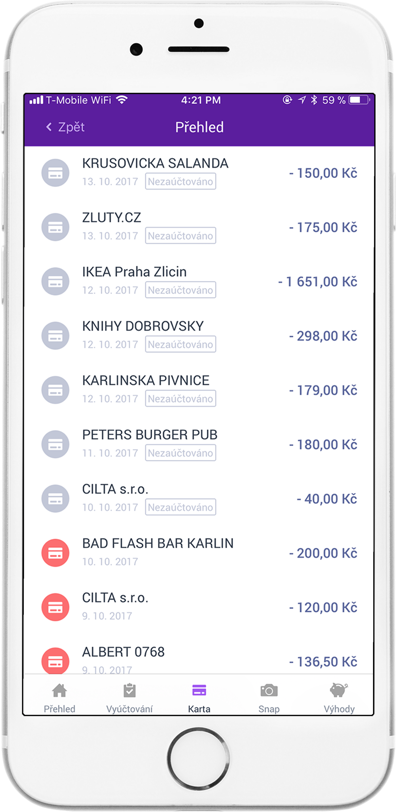 T-Mobile WiFi 4:21 PM 59 %
Zpět Přehled
KRUSOVICKA SALANDA
- 150,00 Kč
13. 10. 2017 Nezaúčtováno
ZLUTY.CZ
- 175,00 Kč
13. 10. 2017 Nezaúčtováno
IKEA Praha Zlicin
- 1 651,00 Kč
12. 10. 2017 Nezaúčtováno
KNIHY DOBROVSKY
- 298,00 Kč
12. 10. 2017 Nezaúčtováno
KARLINSKA PIVNICE
- 179,00 Kč
12. 10. 2017 Nezaúčtováno
PETERS BURGER PUB
- 180,00 Kč
11. 10. 2017 Nezaúčtováno
CILTA s.r.o.
- 40,00 Kč
10. 10. 2017 Nezaúčtováno
BAD FLASH BAR KARLIN
- 200,00 Kč
10. 10. 2017
CILTA s.r.o.
- 120,00 Kč
9. 10. 2017
ALBERT 0768
- 136,50 Kč
9. 10. 2017
Přehled Vyúčtování Karta Snap Výhody